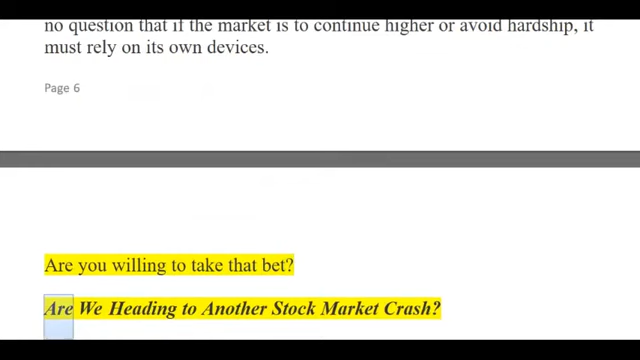 no question that if the market is to continue higher or avoid hardship, it
must rely on its own devices.
Page 6
Are you willing to take that bet?
Are We Heading to Another Stock Market Crash?